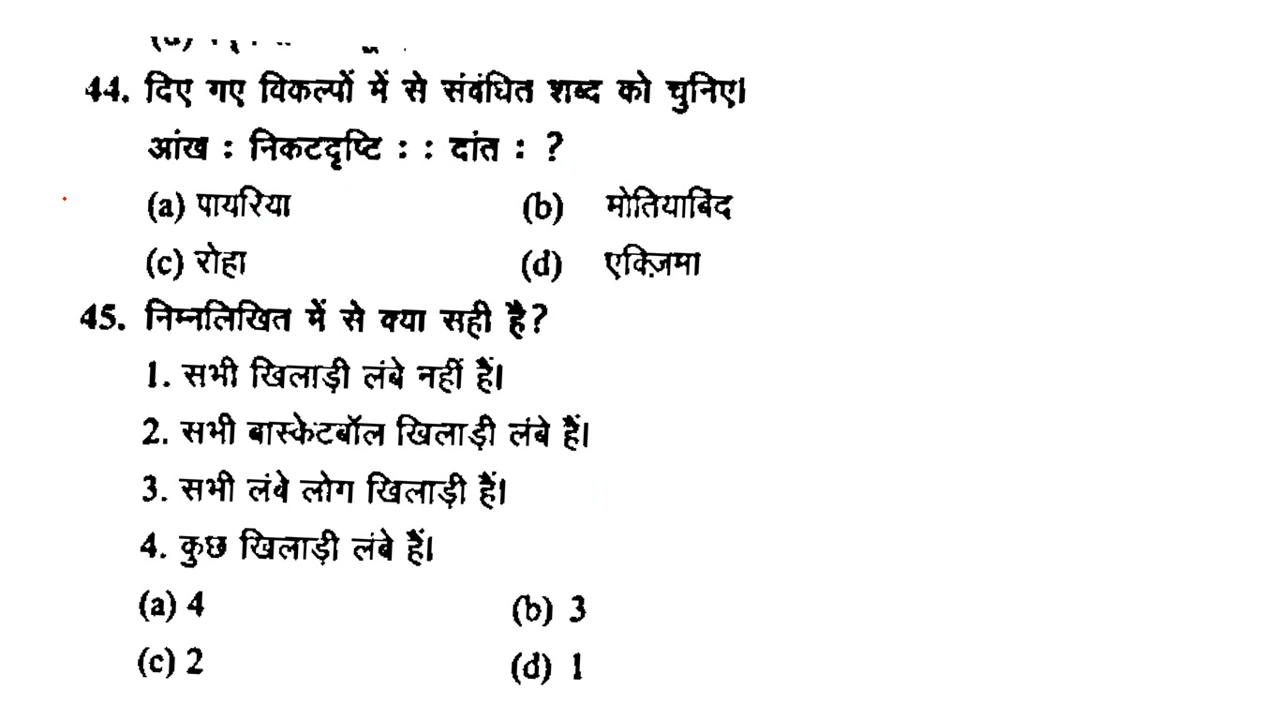 44. दिए गए विकल्पों में से संबंधित शब्द को चुनिए।
आंख : निकटदृष्टि : : दांत : ?
(a) पायरिया (b) मोतियाबिंद
(c) रोहा (d) एक्ज़िमा
45. निम्नलिखित में से क्या सही है?
1. सभी खिलाड़ी लंबे नहीं हैं।
2. सभी बास्केटबॉल खिलाड़ी लंबे हैं।
3. सभी लंबे लोग खिलाड़ी हैं।
4. कुछ खिलाड़ी लंबे हैं।
(a) 4 (b) 3
(c) 2 (d) 1